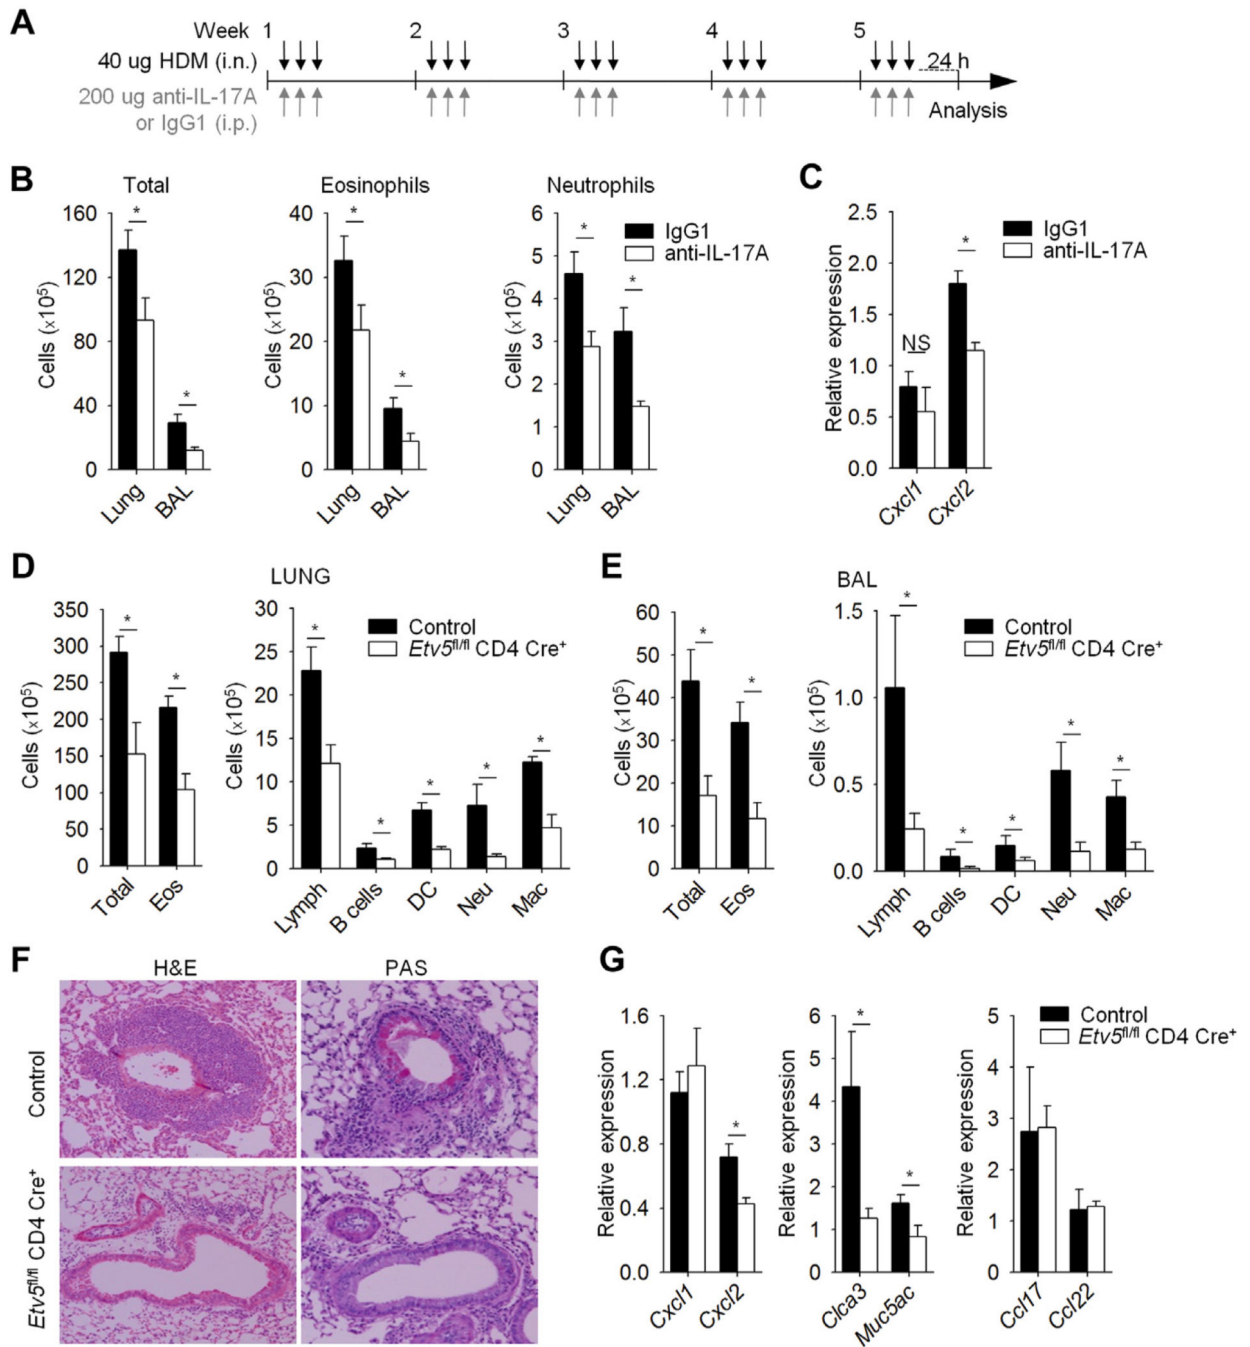 A
Week 1 2 3 4 5
40 ug HDM (i.n.) 24 h
200 ug anti-IL-17A
or IgG1 (i.p.) Analysis
B
Total Eosinophils Neutrophils
Cells (×10⁵)
160
120
80
40
0
*
*
Lung BAL
Cells (×10⁵)
40
30
20
10
0
*
*
Lung BAL
Cells (×10⁵)
6
5
4
3
2
1
0
*
*
Lung BAL
IgG1
anti-IL-17A
C
Relative expression
2.5
2.0
1.5
1.0
0.5
0.0
NS
*
Cxcl1 Cxcl2
IgG1
anti-IL-17A
D
LUNG
Cells (×10⁵)
350
300
250
200
150
100
50
0
*
*
Total Eos
Cells (×10⁵)
30
25
20
15
10
5
0
*
*
*
*
*
Lymph B cells DC Neu Mac
Control
Etv5fl/fl CD4 Cre⁺
E
BAL
Cells (×10⁵)
60
50
40
30
20
10
0
*
*
Total Eos
Cells (×10⁵)
1.5
1.0
0.5
0.0
*
*
*
*
*
Lymph B cells DC Neu Mac
Control
Etv5fl/fl CD4 Cre⁺
F
H&E PAS
Control
Etv5fl/fl CD4 Cre⁺
G
Relative expression
1.6
1.2
0.8
0.4
0.0
*
Cxcl1 Cxcl2
Relative expression
6
5
4
3
2
1
0
*
*
Clca3 Muc5ac
Relative expression
5
4
3
2
1
0
Ccl17 Ccl22
Control
Etv5fl/fl CD4 Cre⁺